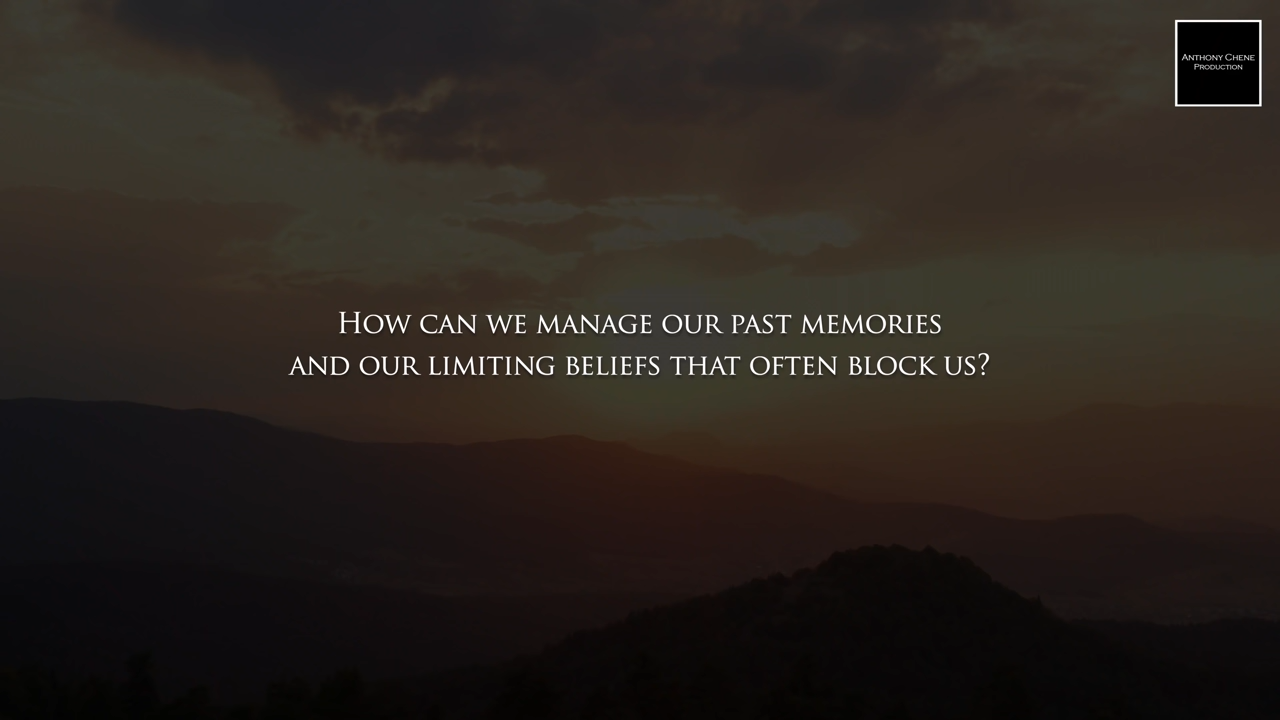 Anthony Chene
Production
How can we manage our past memories
and our limiting beliefs that often block us?